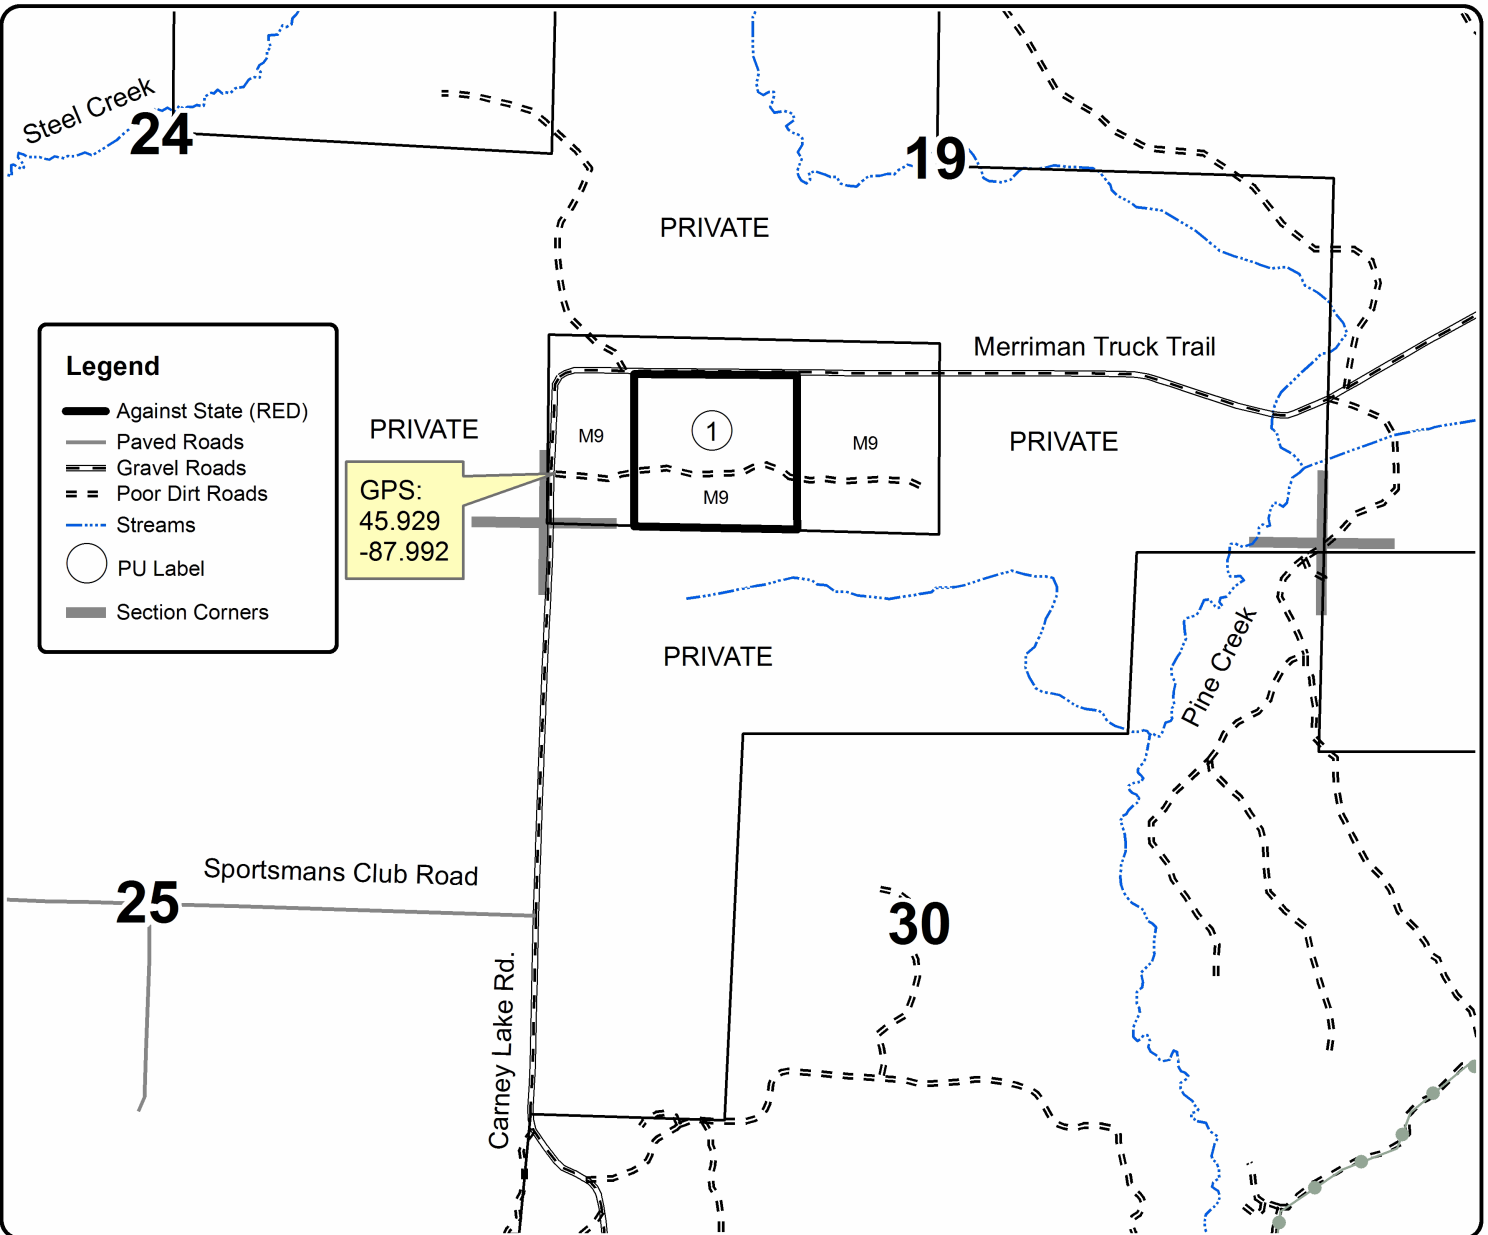 Steel Creek
24
19
PRIVATE
Merriman Truck Trail
Legend
Against State (RED)
Paved Roads
Gravel Roads
Poor Dirt Roads
Streams
PU Label
Section Corners
PRIVATE
M9
1
M9
PRIVATE
GPS:
45.929
-87.992
M9
PRIVATE
Pine Creek
Sportsmans Club Road
25
30
Carney Lake Rd.